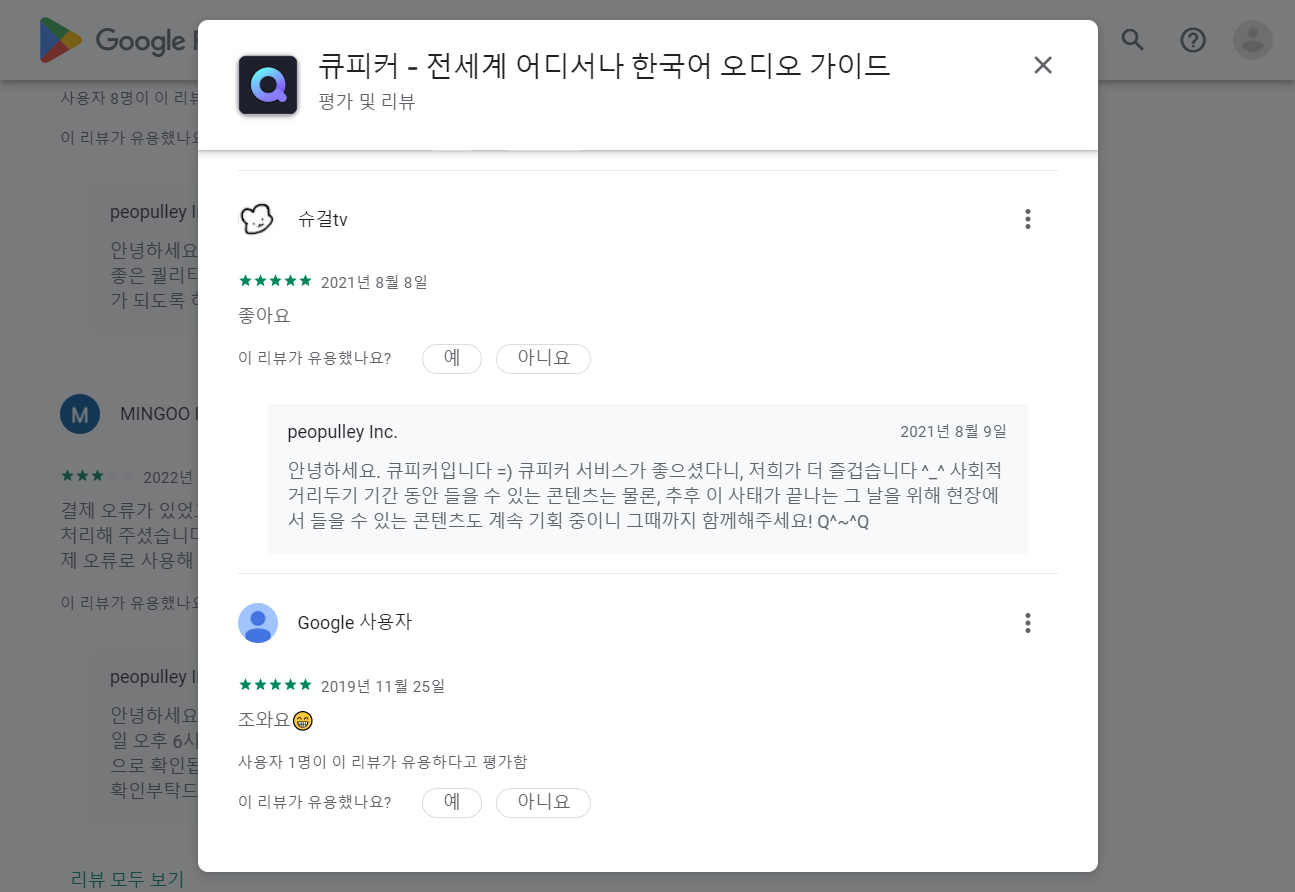 Google
큐피커 - 전세계 어디서나 한국어 오디오 가이드
평가 및 리뷰
사용자 8명이 이 리뷰
이 리뷰가 유용했나요
peopulley
안녕하세요
좋은 퀄리티
가 되도록
MINGOO
2022년
결제 오류가 있었
처리해 주셨습니다
제 오류로 사용해
이 리뷰가 유용했나요
peopulley
안녕하세요
일 오후 6시
으로 확인됩
확인부탁드
리뷰 모두 보기
슈걸tv
2021년 8월 8일
좋아요
이 리뷰가 유용했나요? 예 아니요
peopulley Inc. 2021년 8월 9일
안녕하세요. 큐피커입니다 =) 큐피커 서비스가 좋으셨다니, 저희가 더 즐겁습니다 ^_^ 사회적
거리두기 기간 동안 들을 수 있는 콘텐츠는 물론, 추후 이 사태가 끝나는 그 날을 위해 현장에
서 들을 수 있는 콘텐츠도 계속 기획 중이니 그때까지 함께해주세요! Q^~^Q
Google 사용자
2019년 11월 25일
조와요😁
사용자 1명이 이 리뷰가 유용하다고 평가함
이 리뷰가 유용했나요? 예 아니요